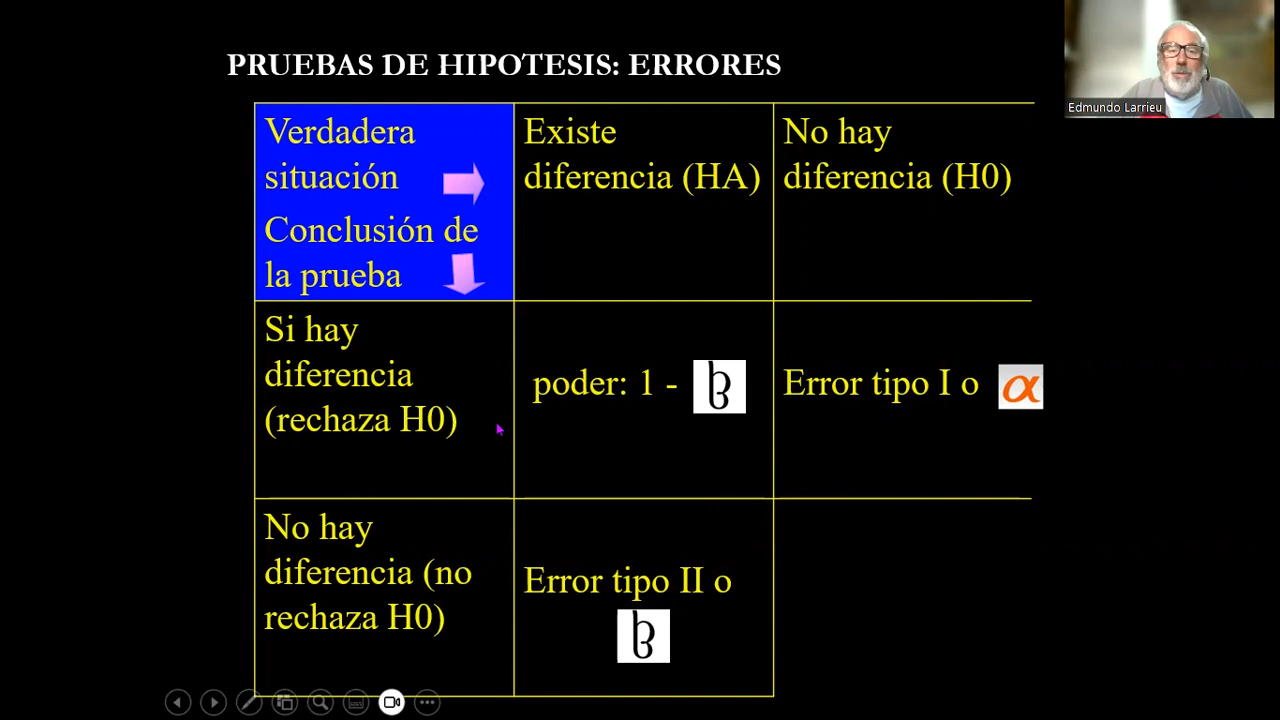 PRUEBAS DE HIPOTESIS: ERRORES
Edmundo Larrieu
Verdadera
situación
Conclusión de
la prueba
Existe
diferencia (HA)
No hay
diferencia (H0)
Si hay
diferencia
(rechaza H0)
poder: 1 - β
Error tipo I o α
No hay
diferencia (no
rechaza H0)
Error tipo II o
β